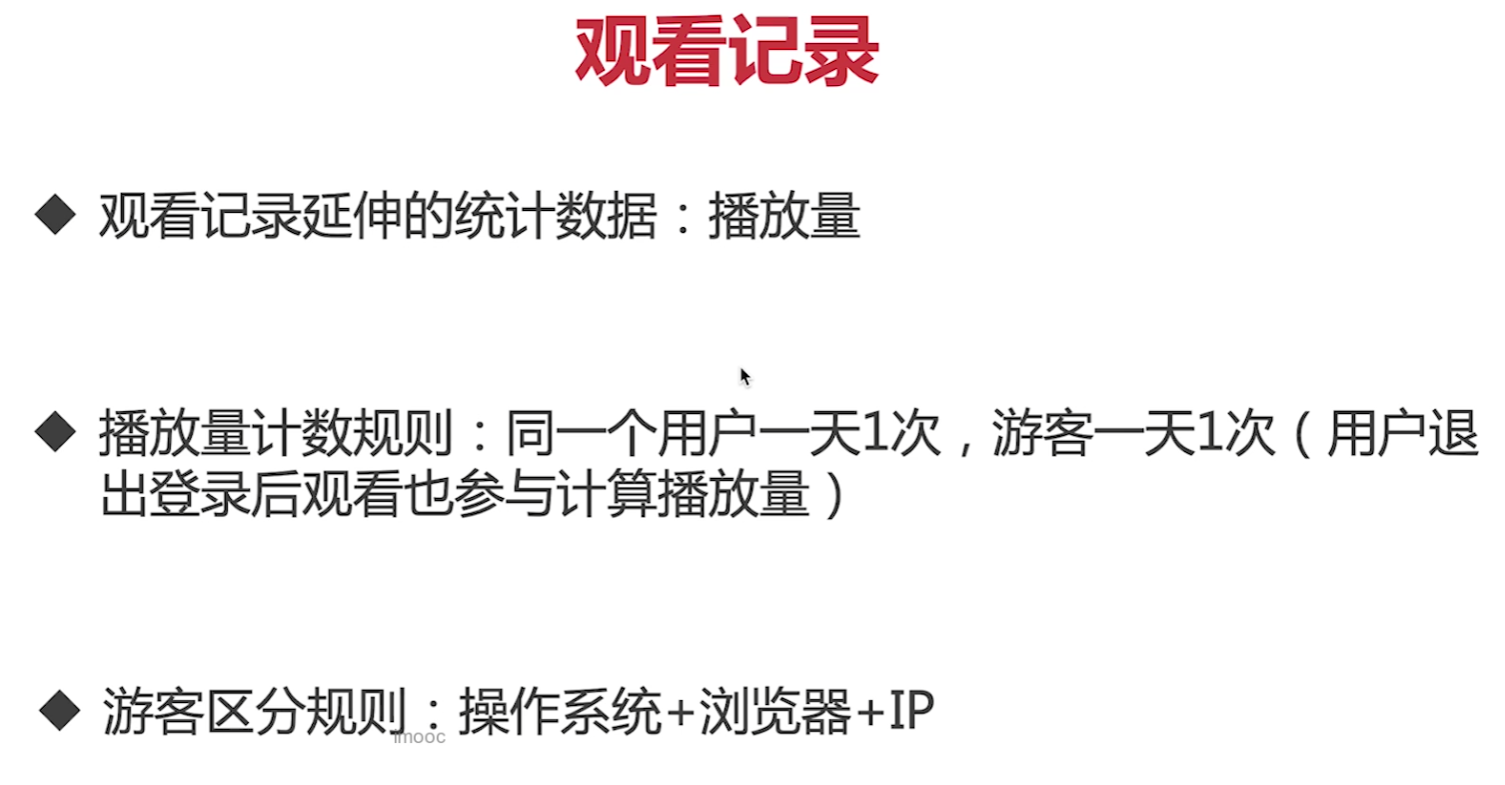 观看记录
◆ 观看记录延伸的统计数据：播放量
◆ 播放量计数规则：同一个用户一天1次，游客一天1次（用户退
出登录后观看也参与计算播放量）
◆ 游客区分规则：操作系统+浏览器+IP
imooc